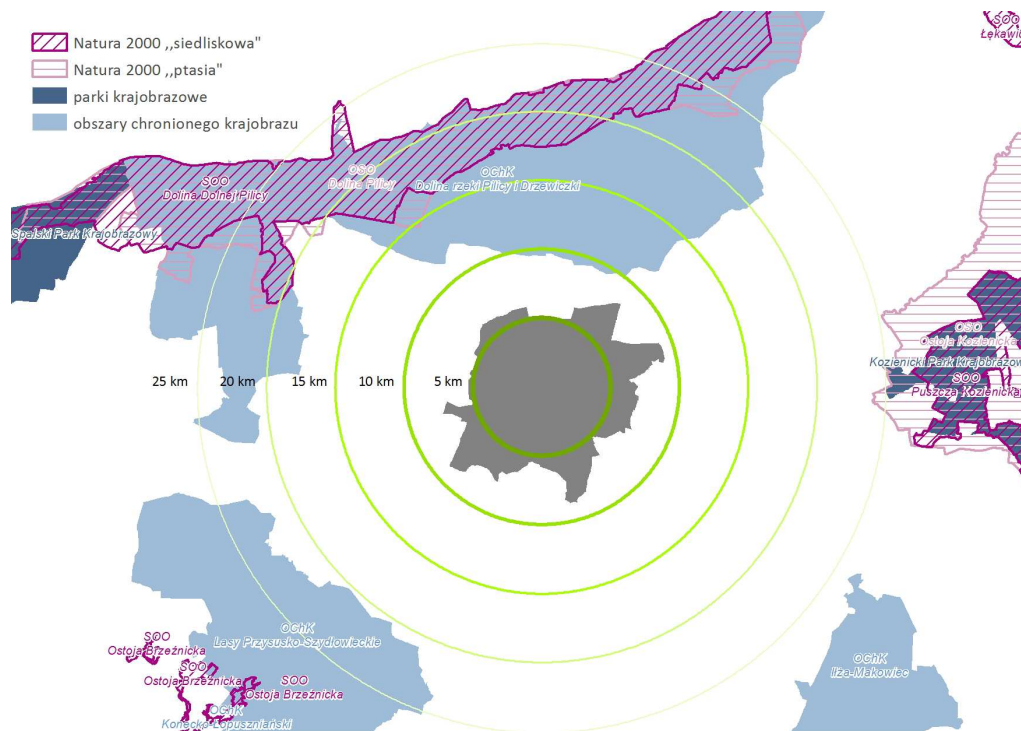 Natura 2000 ,,siedliskowa"
Natura 2000 ,,ptasia"
parki krajobrazowe
obszary chronionego krajobrazu
SOO
Łękawic
SOO
Dolina Dolnej Pilicy
OSO
Dolina Pilicy
OChK
Dolina rzeki Pilicy i Drzewiczki
Spalski Park Krajobrazowy
OSO
Ostoja Kozienicka
Kozienicki Park Krajobrazow
SOO
Puszcza Kozienicka
25 km
20 km
15 km
10 km
5 km
OChK
Lasy Przysusko-Szydłowieckie
SOO
Ostoja Brzeźnicka
SOO
Ostoja Brzeźnicka
SOO
Ostoja Brzeźnicka
OChK
Konecko-Łopuszniański
OChK
Iłża-Makowiec